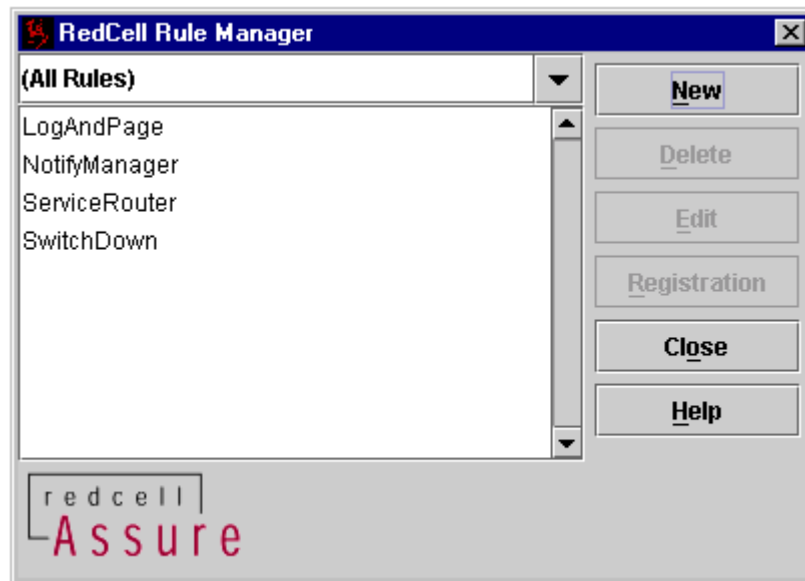 RedCell Rule Manager
(All Rules)
LogAndPage
NotifyManager
ServiceRouter
SwitchDown
New
Delete
Edit
Registration
Close
Help
redcell
Assure